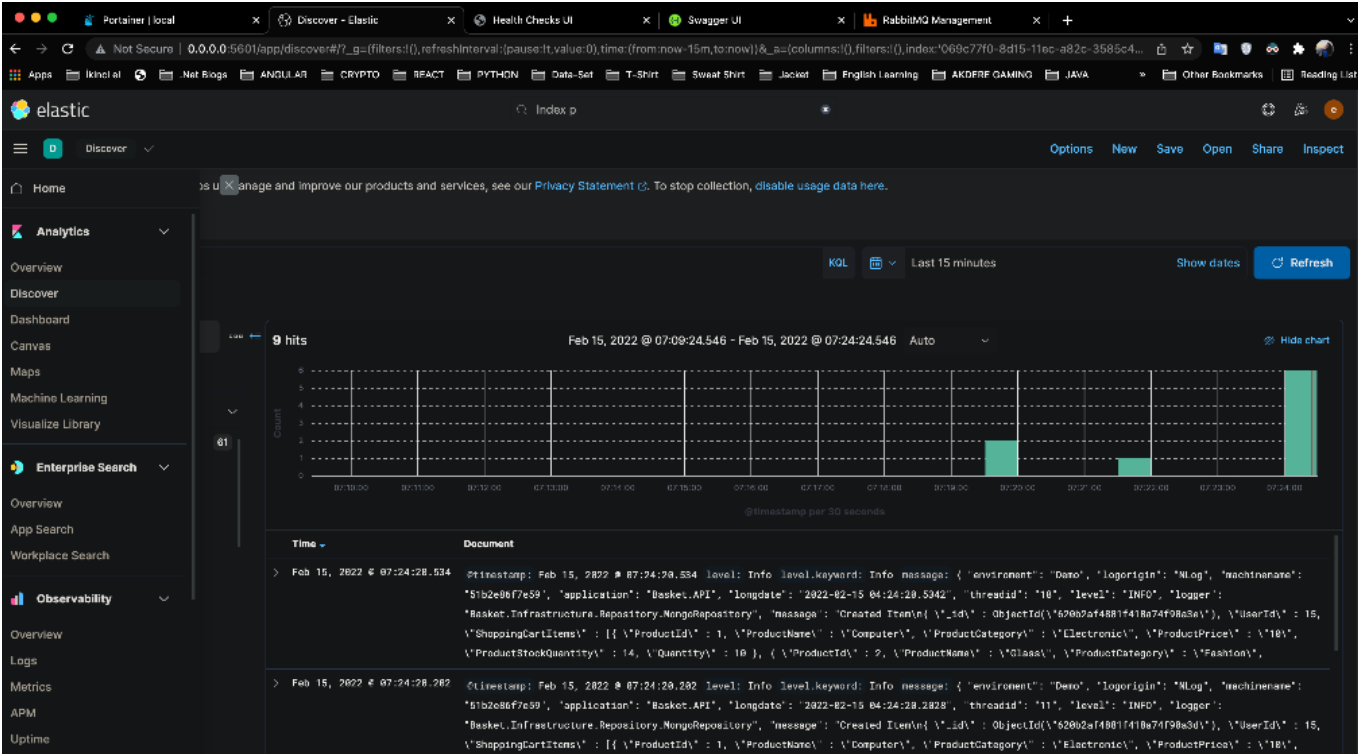 Portainer | local
Discover - Elastic
Health Checks UI
Swagger UI
RabbitMQ Management
Not Secure | 0.0.0.0:5601/app/discover#/?_g=(filters:!(),refreshInterval:(pause:!t,value:0),time:(from:now-15m,to:now))&_a=(columns:!(),filters:!(),index:'069c77f0-8d15-11ec-a82c-3585c4...
Apps İkinci el .Net Blogs ANGULAR CRYPTO REACT PYTHON Data-Set T-Shirt Sweat Shirt Jacket English Learning AKDERE GAMING JAVA » Other Bookmarks Reading List
elastic
Index p
D Discover
Options New Save Open Share Inspect
Home
anage and improve our products and services, see our Privacy Statement. To stop collection, disable usage data here.
Analytics
Overview
Discover
Dashboard
Canvas
Maps
Machine Learning
Visualize Library
Enterprise Search
Overview
App Search
Workplace Search
Observability
Overview
Logs
Metrics
APM
Uptime
KQL
Last 15 minutes
Show dates
Refresh
61
9 hits
Feb 15, 2022 @ 07:09:24.546 - Feb 15, 2022 @ 07:24:24.546 Auto
Hide chart
Count
6
5
4
3
2
1
0
07:10:00 07:11:00 07:12:00 07:13:00 07:14:00 07:15:00 07:16:00 07:17:00 07:18:00 07:19:00 07:20:00 07:21:00 07:22:00 07:23:00 07:24:00
@timestamp per 30 seconds
Time Document
Feb 15, 2022 @ 07:24:20.534
@timestamp: Feb 15, 2022 @ 07:24:20.534 level: Info level.keyword: Info message: { "enviroment": "Demo", "logorigin": "NLog", "machinename":
"51b2e86f7e59", "application": "Basket.API", "longdate": "2022-02-15 04:24:20.5342", "threadid": "10", "level": "INFO", "logger":
"Basket.Infrastructure.Repository.MongoRepository", "message": "Created Item\n{ \"_id\" : ObjectId(\"620b2af4881f418a74f98a3e\"), \"UserId\" : 15,
\"ShoppingCartItems\" : [{ \"ProductId\" : 1, \"ProductName\" : \"Computer\", \"ProductCategory\" : \"Electronic\", \"ProductPrice\" : \"10\",
\"ProductStockQuantity\" : 14, \"Quantity\" : 10 }, { \"ProductId\" : 2, \"ProductName\" : \"Glass\", \"ProductCategory\" : \"Fashion\",
Feb 15, 2022 @ 07:24:20.202
@timestamp: Feb 15, 2022 @ 07:24:20.202 level: Info level.keyword: Info message: { "enviroment": "Demo", "logorigin": "NLog", "machinename":
"51b2e86f7e59", "application": "Basket.API", "longdate": "2022-02-15 04:24:20.2028", "threadid": "11", "level": "INFO", "logger":
"Basket.Infrastructure.Repository.MongoRepository", "message": "Created Item\n{ \"_id\" : ObjectId(\"620b2af4881f418a74f98a3d\"), \"UserId\" : 15,
\"ShoppingCartItems\" : [{ \"ProductId\" : 1, \"ProductName\" : \"Computer\", \"ProductCategory\" : \"Electronic\", \"ProductPrice\" : \"10\",